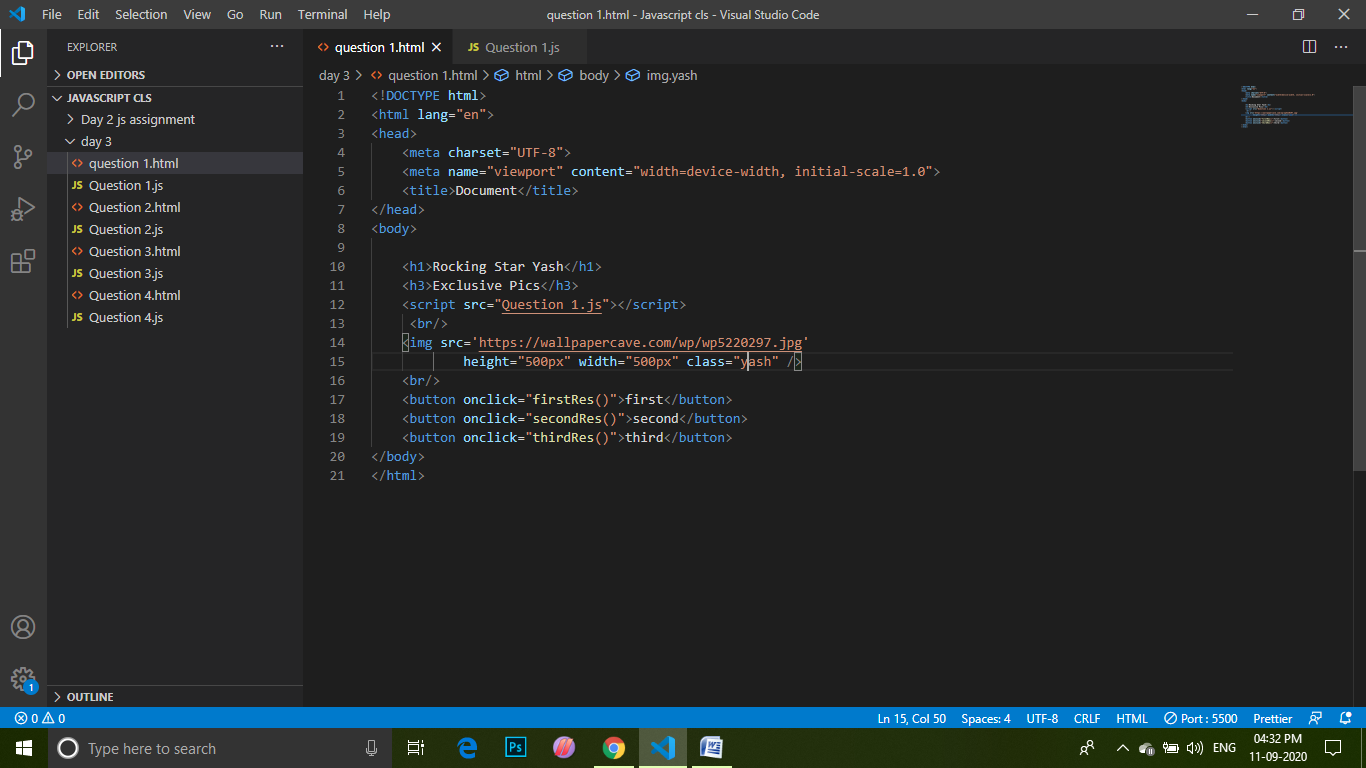 File Edit Selection View Go Run Terminal Help question 1.html - Javascript cls - Visual Studio Code
EXPLORER
OPEN EDITORS
JAVASCRIPT CLS
Day 2 js assignment
day 3
question 1.html
JS Question 1.js
Question 2.html
JS Question 2.js
Question 3.html
JS Question 3.js
Question 4.html
JS Question 4.js
OUTLINE
question 1.html JS Question 1.js
day 3 > question 1.html > html > body > img.yash
1 <!DOCTYPE html>
2 <html lang="en">
3 <head>
4     <meta charset="UTF-8">
5     <meta name="viewport" content="width=device-width, initial-scale=1.0">
6     <title>Document</title>
7 </head>
8 <body>
9
10     <h1>Rocking Star Yash</h1>
11     <h3>Exclusive Pics</h3>
12     <script src="Question 1.js"></script>
13      <br/>
14     <img src='https://wallpapercave.com/wp/wp5220297.jpg'
15             height="500px" width="500px" class="yash" />
16     <br/>
17     <button onclick="firstRes()">first</button>
18     <button onclick="secondRes()">second</button>
19     <button onclick="thirdRes()">third</button>
20 </body>
21 </html>
1
0 0 Ln 15, Col 50 Spaces: 4 UTF-8 CRLF HTML Port : 5500 Prettier
Type here to search Ps ENG 04:32 PM
11-09-2020